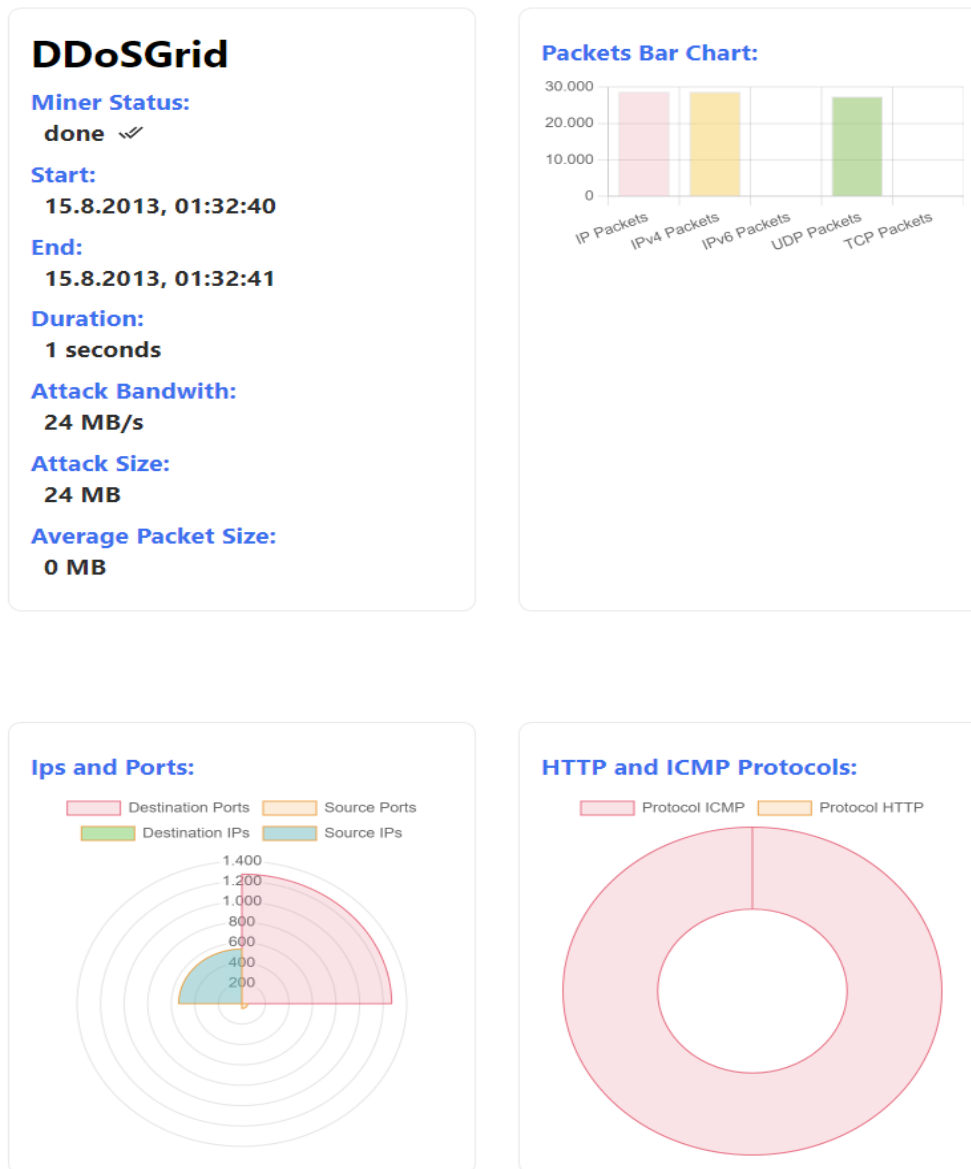 DDoSGrid
Miner Status:
done
Start:
15.8.2013, 01:32:40
End:
15.8.2013, 01:32:41
Duration:
1 seconds
Attack Bandwith:
24 MB/s
Attack Size:
24 MB
Average Packet Size:
0 MB
Packets Bar Chart:
30.000
20.000
10.000
0
IP Packets
IPv4 Packets
IPv6 Packets
UDP Packets
TCP Packets
Ips and Ports:
Destination Ports Source Ports
Destination IPs Source IPs
1.400
1.200
1.000
800
600
400
200
HTTP and ICMP Protocols:
Protocol ICMP Protocol HTTP